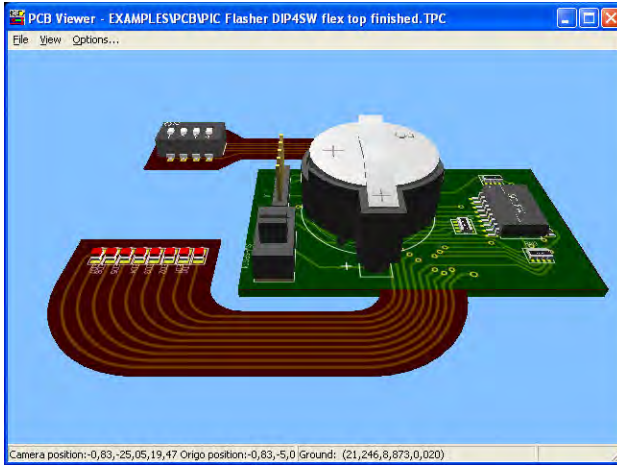 PCB Viewer - EXAMPLES\PCB\PIC Flasher DIP4SW flex top finished.TPC
File View Options...
Camera position:-0,83,-25,05,19,47 Origo position:-0,83,-5,0 Ground: (21,246,8,873,0,020)